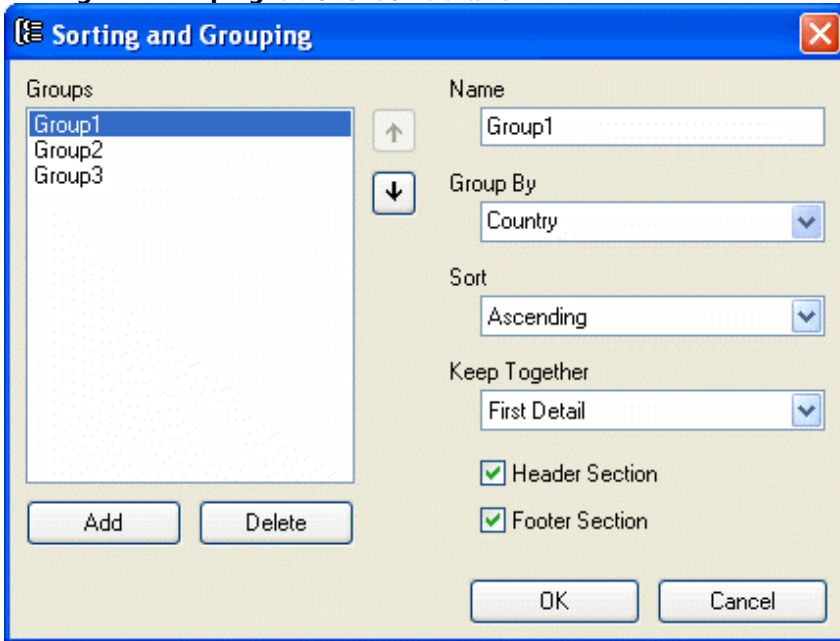 Sorting and Grouping
Groups
Group1
Group2
Group3
Add
Delete
Name
Group1
Group By
Country
Sort
Ascending
Keep Together
First Detail
Header Section
Footer Section
OK
Cancel